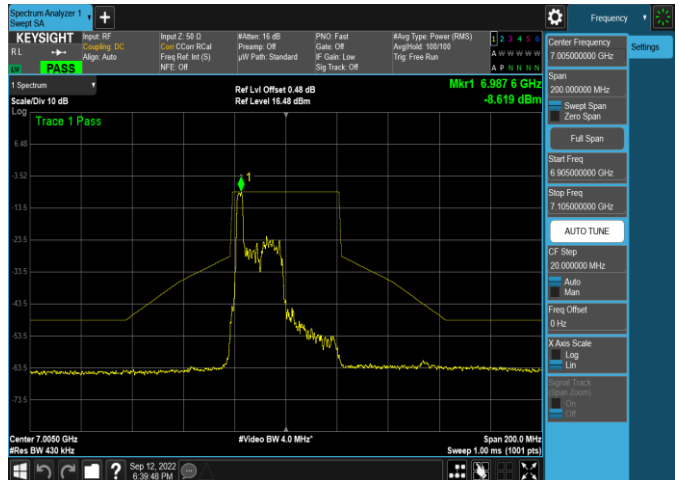 Spectrum Analyzer 1
Swept SA
Frequency
KEYSIGHT
RL
PASS
Input: RF
Coupling: DC
Align: Auto
Input Z: 50 Ω
Corr CCorr RCal
Freq Ref: Int (S)
NFE: Off
#Atten: 16 dB
Preamp: Off
µW Path: Standard
PNO: Fast
Gate: Off
IF Gain: Low
Sig Track: Off
#Avg Type: Power (RMS)
Avg|Hold: 100/100
Trig: Free Run
1 2 3 4 5 6
A W W W W W
A P N N N N
1 Spectrum
Scale/Div 10 dB
Log
Ref Lvl Offset 0.48 dB
Ref Level 16.48 dBm
Mkr1 6.987 6 GHz
-8.619 dBm
Trace 1 Pass
1
6.48
-3.52
-13.5
-23.5
-33.5
-43.5
-53.5
-63.5
-73.5
Center 7.0050 GHz
#Res BW 430 kHz
#Video BW 4.0 MHz*
Span 200.0 MHz
Sweep 1.00 ms (1001 pts)
Center Frequency
7.005000000 GHz
Settings
Span
200.000000 MHz
Swept Span
Zero Span
Full Span
Start Freq
6.905000000 GHz
Stop Freq
7.105000000 GHz
AUTO TUNE
CF Step
20.000000 MHz
Auto
Man
Freq Offset
0 Hz
X Axis Scale
Log
Lin
Signal Track
(Span Zoom)
On
Off
?
Sep 12, 2022
6:39:48 PM